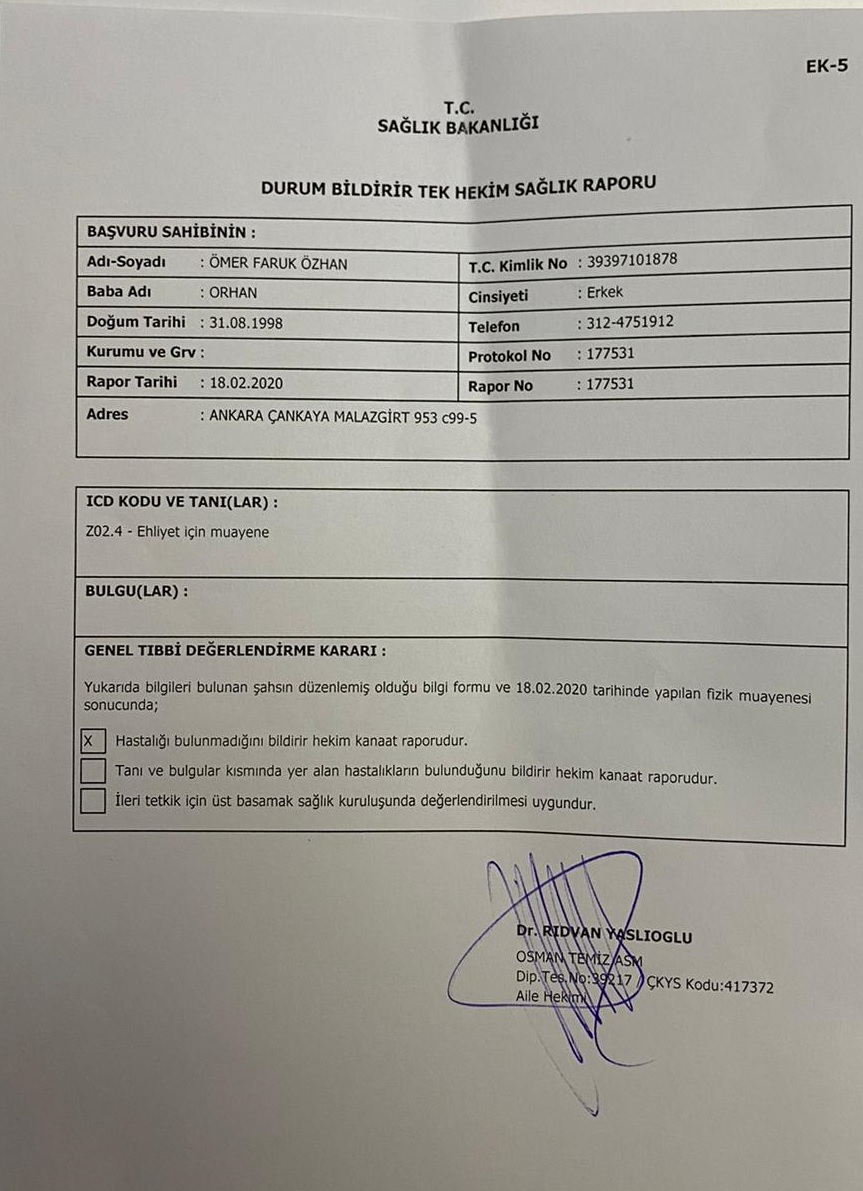 EK-5
T.C.
SAĞLIK BAKANLIĞI
DURUM BİLDİRİR TEK HEKİM SAĞLIK RAPORU
BAŞVURU SAHİBİNİN :
Adı-Soyadı : ÖMER FARUK ÖZHAN T.C. Kimlik No : 39397101878
Baba Adı : ORHAN Cinsiyeti : Erkek
Doğum Tarihi : 31.08.1998 Telefon : 312-4751912
Kurumu ve Grv : Protokol No : 177531
Rapor Tarihi : 18.02.2020 Rapor No : 177531
Adres : ANKARA ÇANKAYA MALAZGİRT 953 c99-5
ICD KODU VE TANI(LAR) :
Z02.4 - Ehliyet için muayene
BULGU(LAR) :
GENEL TIBBİ DEĞERLENDİRME KARARI :
Yukarıda bilgileri bulunan şahsın düzenlemiş olduğu bilgi formu ve 18.02.2020 tarihinde yapılan fizik muayenesi
sonucunda;
X Hastalığı bulunmadığını bildirir hekim kanaat raporudur.
Tanı ve bulgular kısmında yer alan hastalıkların bulunduğunu bildirir hekim kanaat raporudur.
İleri tetkik için üst basamak sağlık kuruluşunda değerlendirilmesi uygundur.
Dr. RIDVAN YASLIOGLU
OSMAN TEMİZ ASM
Dip.Tes.No:39217 / ÇKYS Kodu:417372
Aile Hekimi